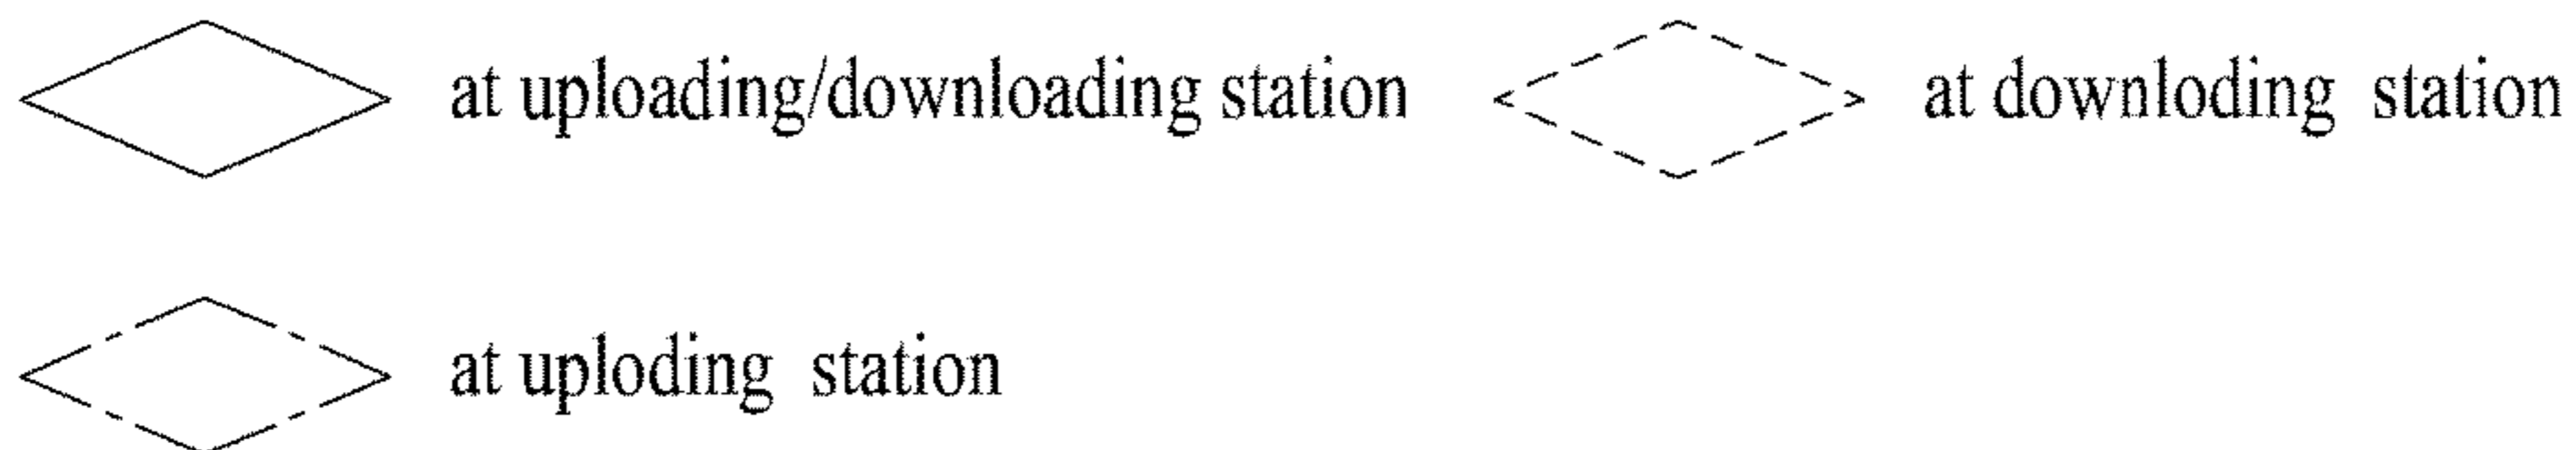 at uploading/downloading station
at downloding station
at uploding station